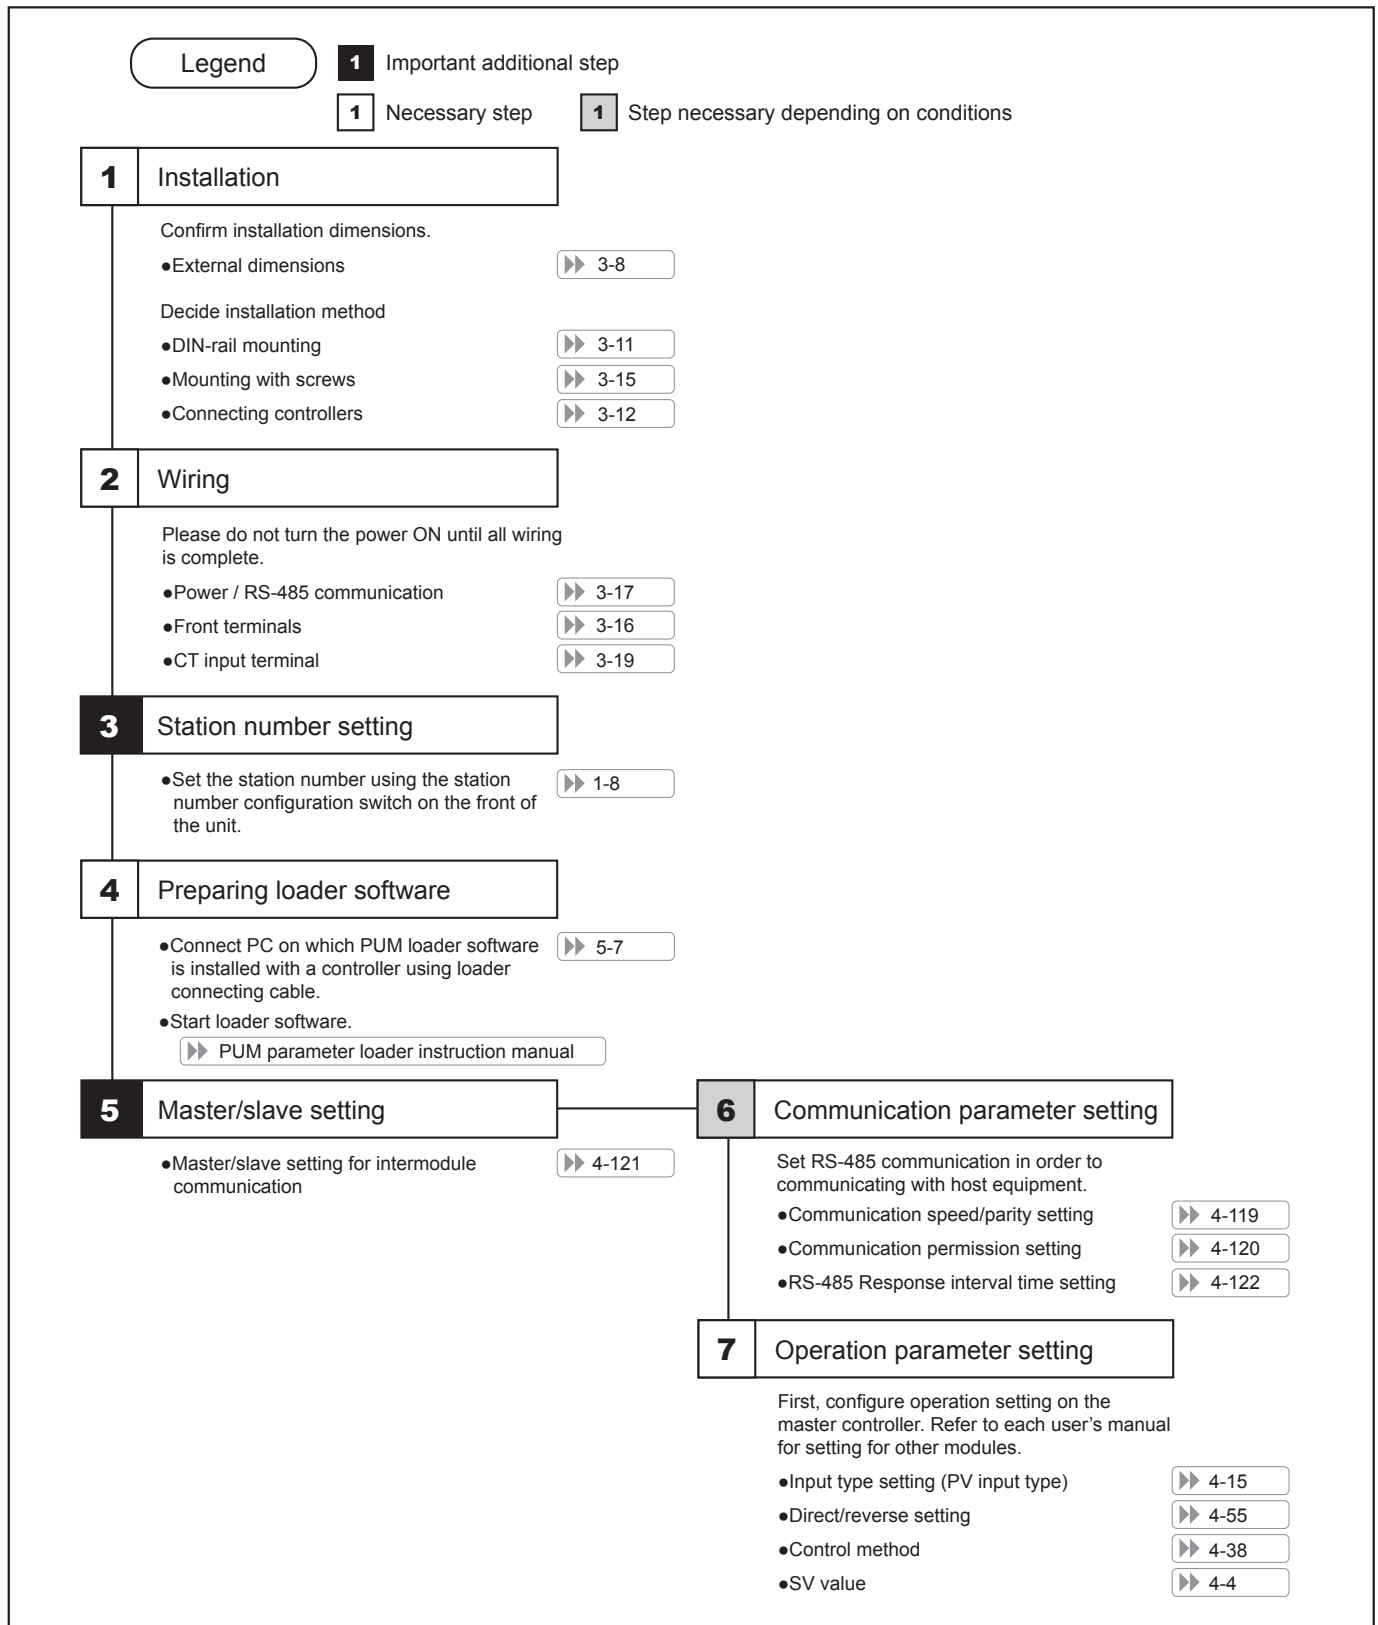 Legend
1 Important additional step
1 Necessary step
1 Step necessary depending on conditions
1 Installation
Confirm installation dimensions.
●External dimensions 3-8
Decide installation method
●DIN-rail mounting 3-11
●Mounting with screws 3-15
●Connecting controllers 3-12
2 Wiring
Please do not turn the power ON until all wiring
is complete.
●Power / RS-485 communication 3-17
●Front terminals 3-16
●CT input terminal 3-19
3 Station number setting
●Set the station number using the station 1-8
number configuration switch on the front of
the unit.
4 Preparing loader software
●Connect PC on which PUM loader software 5-7
is installed with a controller using loader
connecting cable.
●Start loader software.
PUM parameter loader instruction manual
5 Master/slave setting
●Master/slave setting for intermodule 4-121
communication
6 Communication parameter setting
Set RS-485 communication in order to
communicating with host equipment.
●Communication speed/parity setting 4-119
●Communication permission setting 4-120
●RS-485 Response interval time setting 4-122
7 Operation parameter setting
First, configure operation setting on the
master controller. Refer to each user’s manual
for setting for other modules.
●Input type setting (PV input type) 4-15
●Direct/reverse setting 4-55
●Control method 4-38
●SV value 4-4